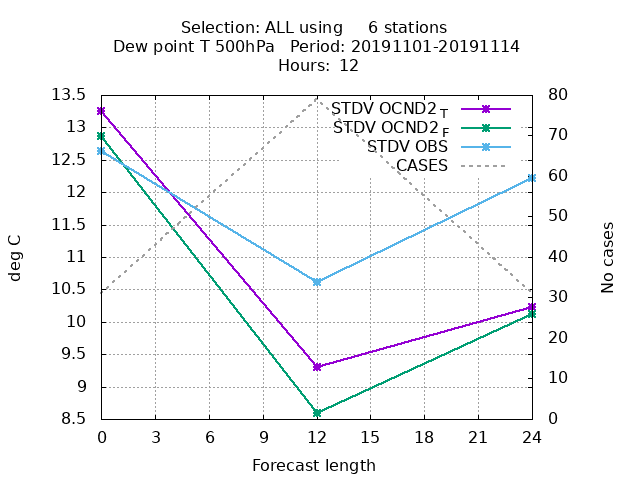 Selection: ALL using     6 stations
Dew point T 500hPa   Period: 20191101-20191114
Hours:  12
STDV OCND2_T
STDV OCND2_F
STDV OBS
CASES
13.5
13
12.5
12
11.5
11
10.5
10
9.5
9
8.5
deg C
80
70
60
50
40
30
20
10
0
No cases
0 3 6 9 12 15 18 21 24
Forecast length